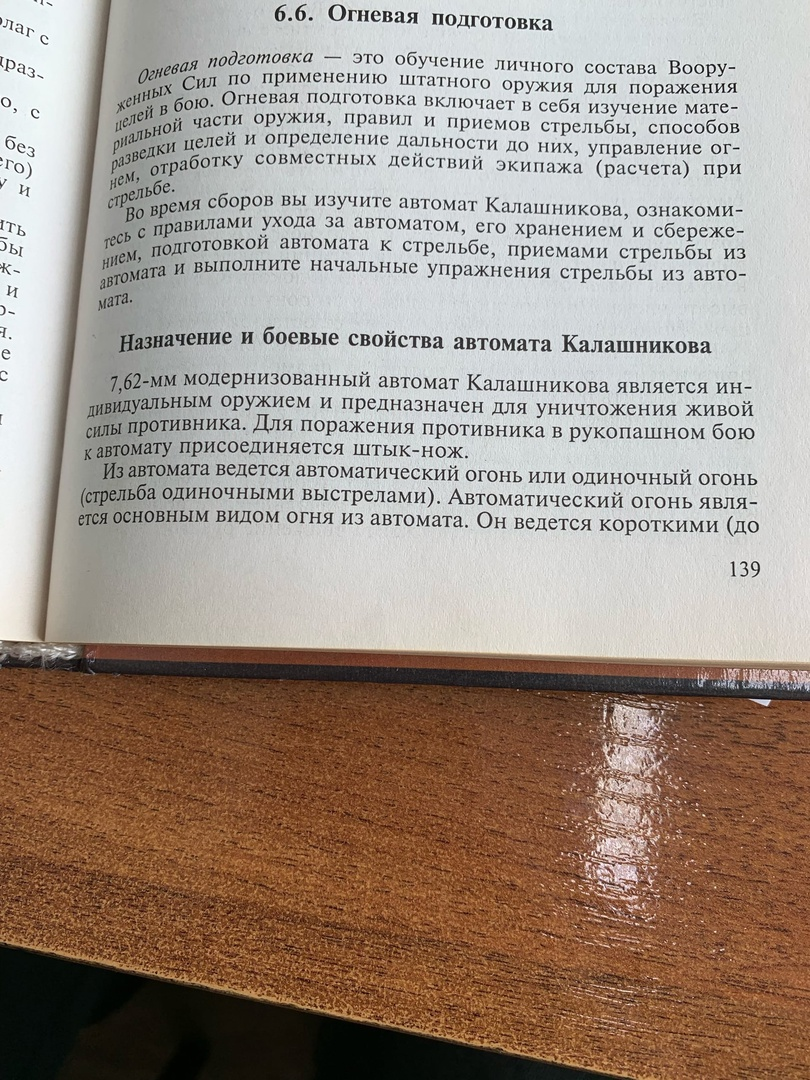 лаг с
о, с
без
его)
у и
ить
бы
ж-
и
о-
я.
е
с
6.6. Огневая подготовка
Огневая подготовка — это обучение личного состава Воору-
женных Сил по применению штатного оружия для поражения
целей в бою. Огневая подготовка включает в себя изучение мате-
риальной части оружия, правил и приемов стрельбы, способов
разведки целей и определение дальности до них, управление ог-
нем, отработку совместных действий экипажа (расчета) при
стрельбе.
Во время сборов вы изучите автомат Калашникова, ознакоми-
тесь с правилами ухода за автоматом, его хранением и сбереже-
нием, подготовкой автомата к стрельбе, приемами стрельбы из
автомата и выполните начальные упражнения стрельбы из авто-
мата.
Назначение и боевые свойства автомата Калашникова
7,62-мм модернизованный автомат Калашникова является ин-
дивидуальным оружием и предназначен для уничтожения живой
силы противника. Для поражения противника в рукопашном бою
к автомату присоединяется штык-нож.
Из автомата ведется автоматический огонь или одиночный огонь
(стрельба одиночными выстрелами). Автоматический огонь явля-
ется основным видом огня из автомата. Он ведется короткими (до
139